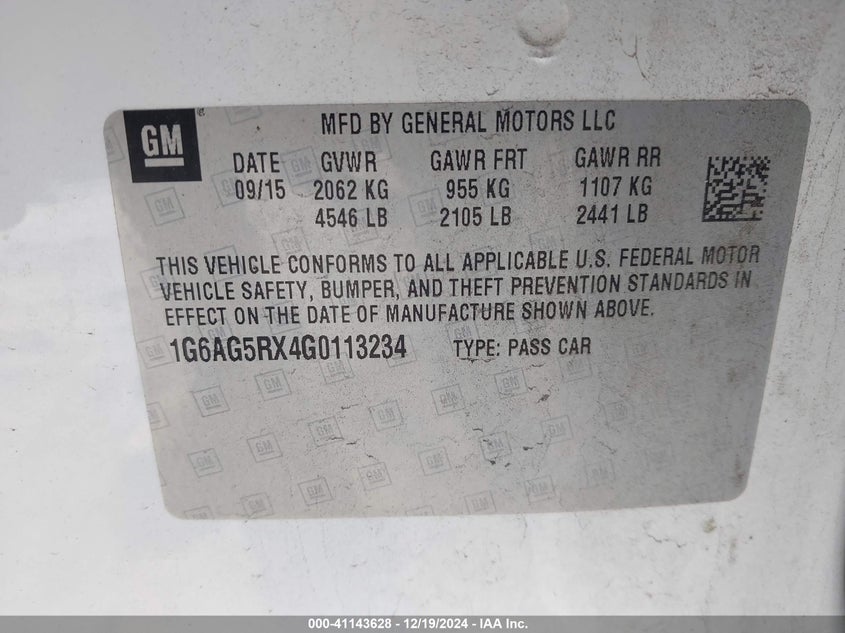 GM
MFD BY GENERAL MOTORS LLC
DATE GVWR GAWR FRT GAWR RR
09/15 2062 KG 955 KG 1107 KG
4546 LB 2105 LB 2441 LB
THIS VEHICLE CONFORMS TO ALL APPLICABLE U.S. FEDERAL MOTOR
VEHICLE SAFETY, BUMPER, AND THEFT PREVENTION STANDARDS IN
EFFECT ON THE DATE OF MANUFACTURE SHOWN ABOVE.
1G6AG5RX4G0113234 TYPE: PASS CAR
000-41143628 - 12/19/2024 - IAA Inc.